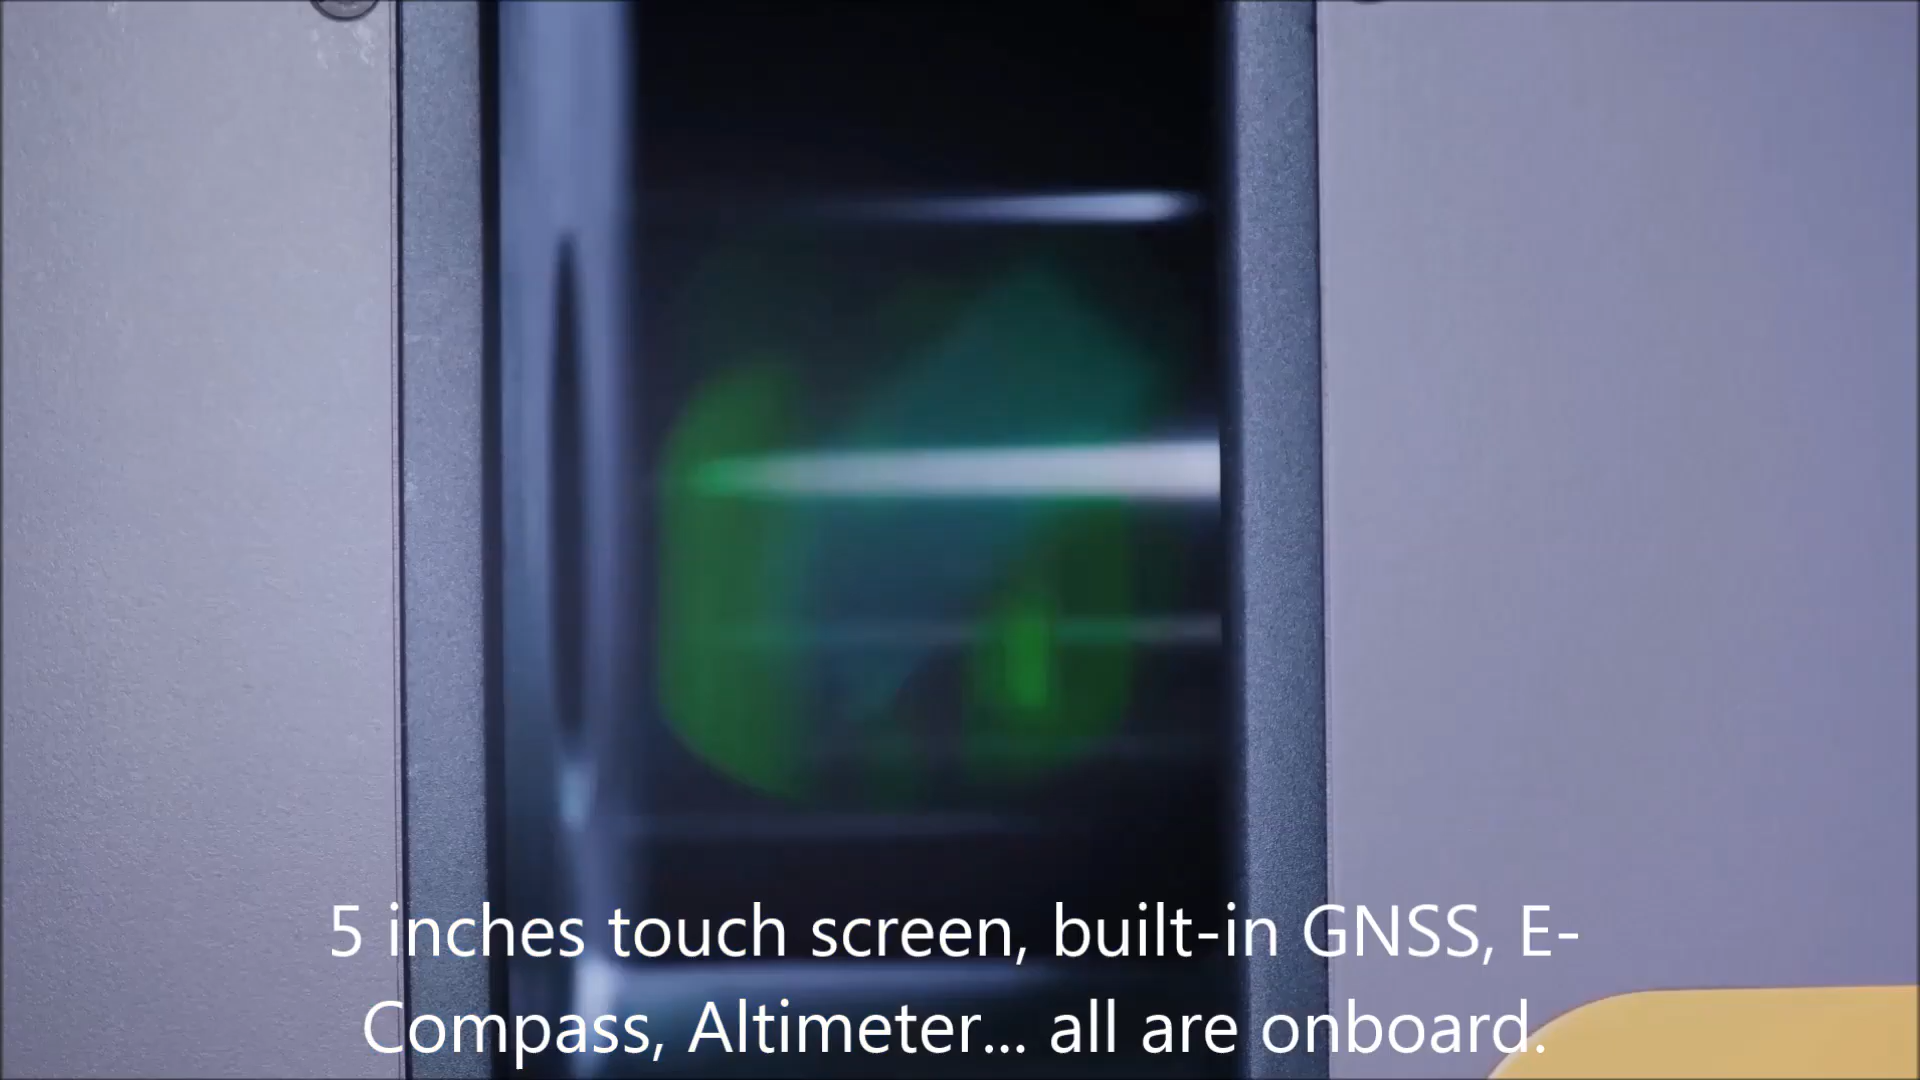 5 inches touch screen, built-in GNSS, E-
Compass, Altimeter... all are onboard.